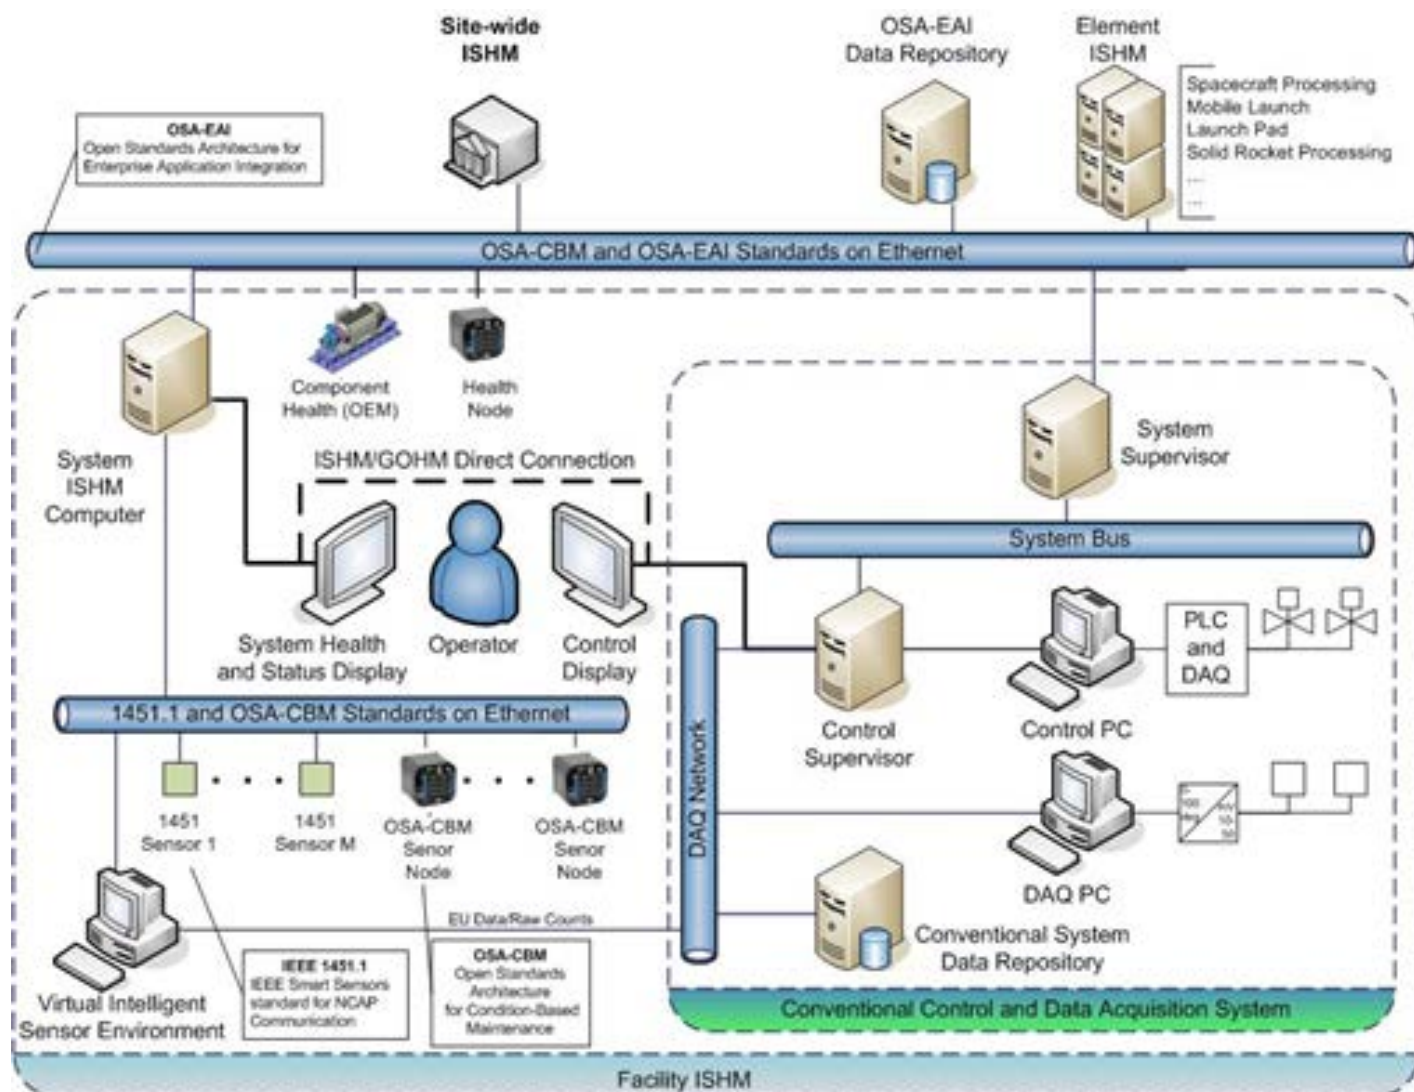 Site-wide
ISHM
OSA-EAI
Data Repository
Element
ISHM
Spacecraft Processing
Mobile Launch
Launch Pad
Solid Rocket Processing
...
...
OSA-EAI
Open Standards Architecture for
Enterprise Application Integration
OSA-CBM and OSA-EAI Standards on Ethernet
Component
Health (OEM)
Health
Node
System
ISHM
Computer
System
Supervisor
ISHM/GOHM Direct Connection
System Bus
System Health
and Status Display
Operator
Control
Display
PLC
and
DAQ
Control
Supervisor
Control PC
1451.1 and OSA-CBM Standards on Ethernet
DAQ Network
1451
Sensor 1
1451
Sensor M
OSA-CBM
Senor
Node
OSA-CBM
Senor
Node
100
deg
mV
10-
50
DAQ PC
EU Data/Raw Counts
Conventional System
Data Repository
Virtual Intelligent
Sensor Environment
IEEE 1451.1
IEEE Smart Sensors
standard for NCAP
Communication
OSA-CBM
Open Standards
Architecture
for Condition-Based
Maintenance
Conventional Control and Data Acquisition System
Facility ISHM